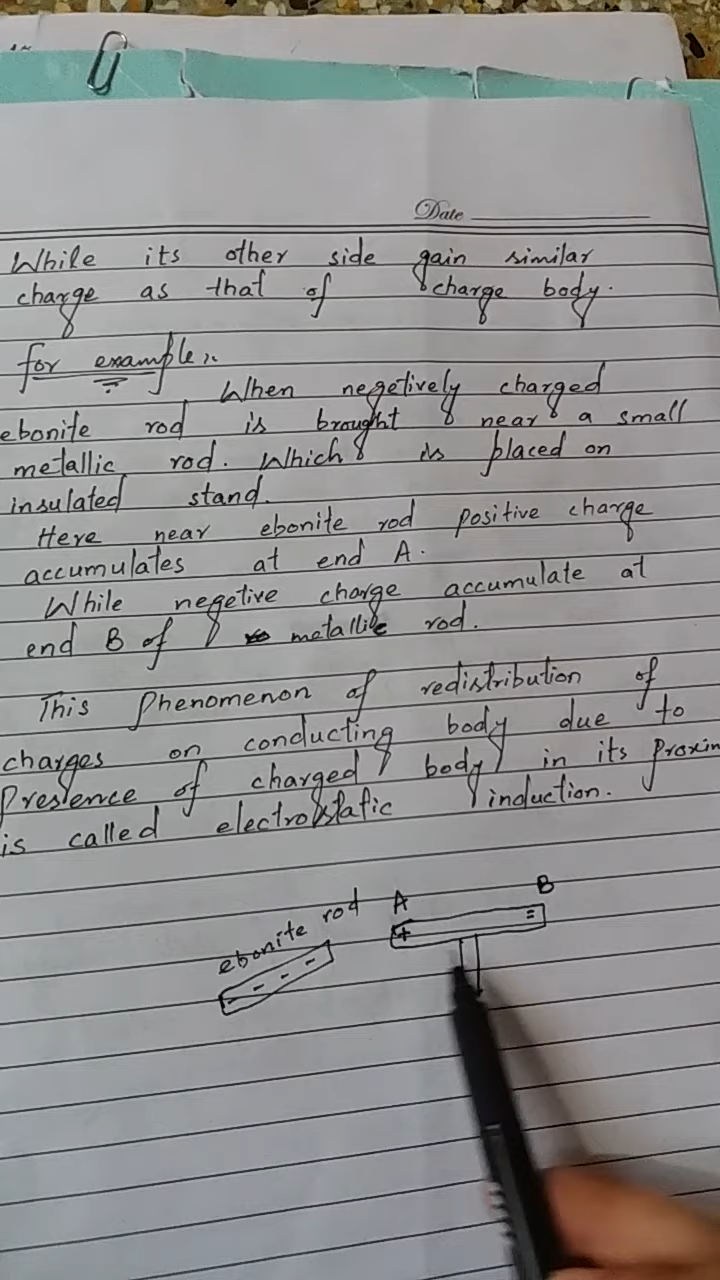 Date
While its other side gain similar
charge as that of charge body.
for example:.
When negetively charged
ebonite rod is brought near a small
metallic rod. Which is placed on
insulated stand.
Here near ebonite rod positive charge
accumulates at end A.
While negetive charge accumulate at
end B of metallic rod.
This Phenomenon of redistribution of
charges on conducting body due to
Presence of charged body in its Proxim
is called electrostatic induction.
A B
ebonite rod
+ =
- - - -